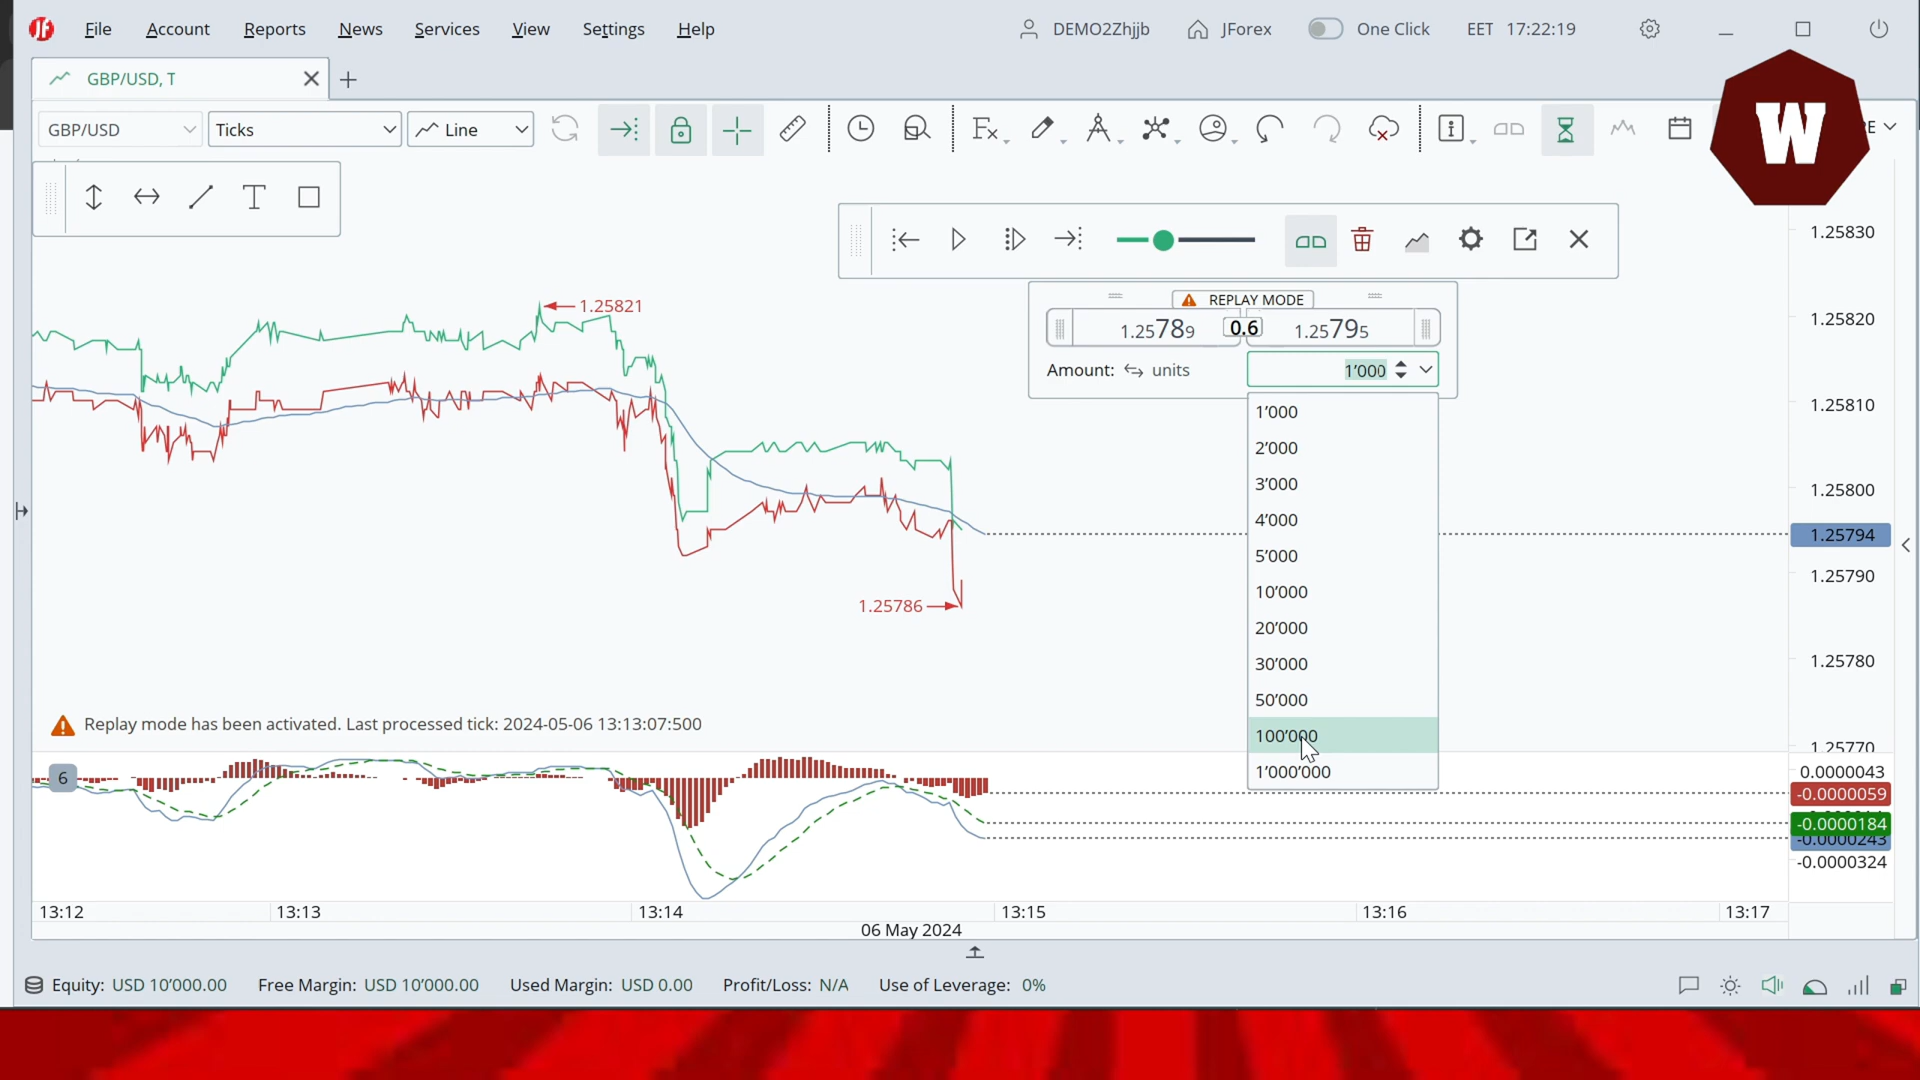 JF File Account Reports News Services View Settings Help DEMO2Zhjjb JForex One Click EET 17:22:19
GBP/USD, T
GBP/USD Ticks Line Fx E
W
T
1.25830
1.25821
1.25820
REPLAY MODE
1.25789 0.6 1.25795
Amount: units 1’000
1’000
2’000
3’000
4’000
5’000
10’000
20’000
30’000
50’000
100’000
1’000’000
1.25810
1.25800
1.25794
1.25790
1.25786
1.25780
1.25770
Replay mode has been activated. Last processed tick: 2024-05-06 13:13:07:500
6
0.0000043
-0.0000059
-0.0000184
-0.0000243
-0.0000324
13:12 13:13 13:14 13:15 13:16 13:17
06 May 2024
Equity: USD 10’000.00 Free Margin: USD 10’000.00 Used Margin: USD 0.00 Profit/Loss: N/A Use of Leverage: 0%